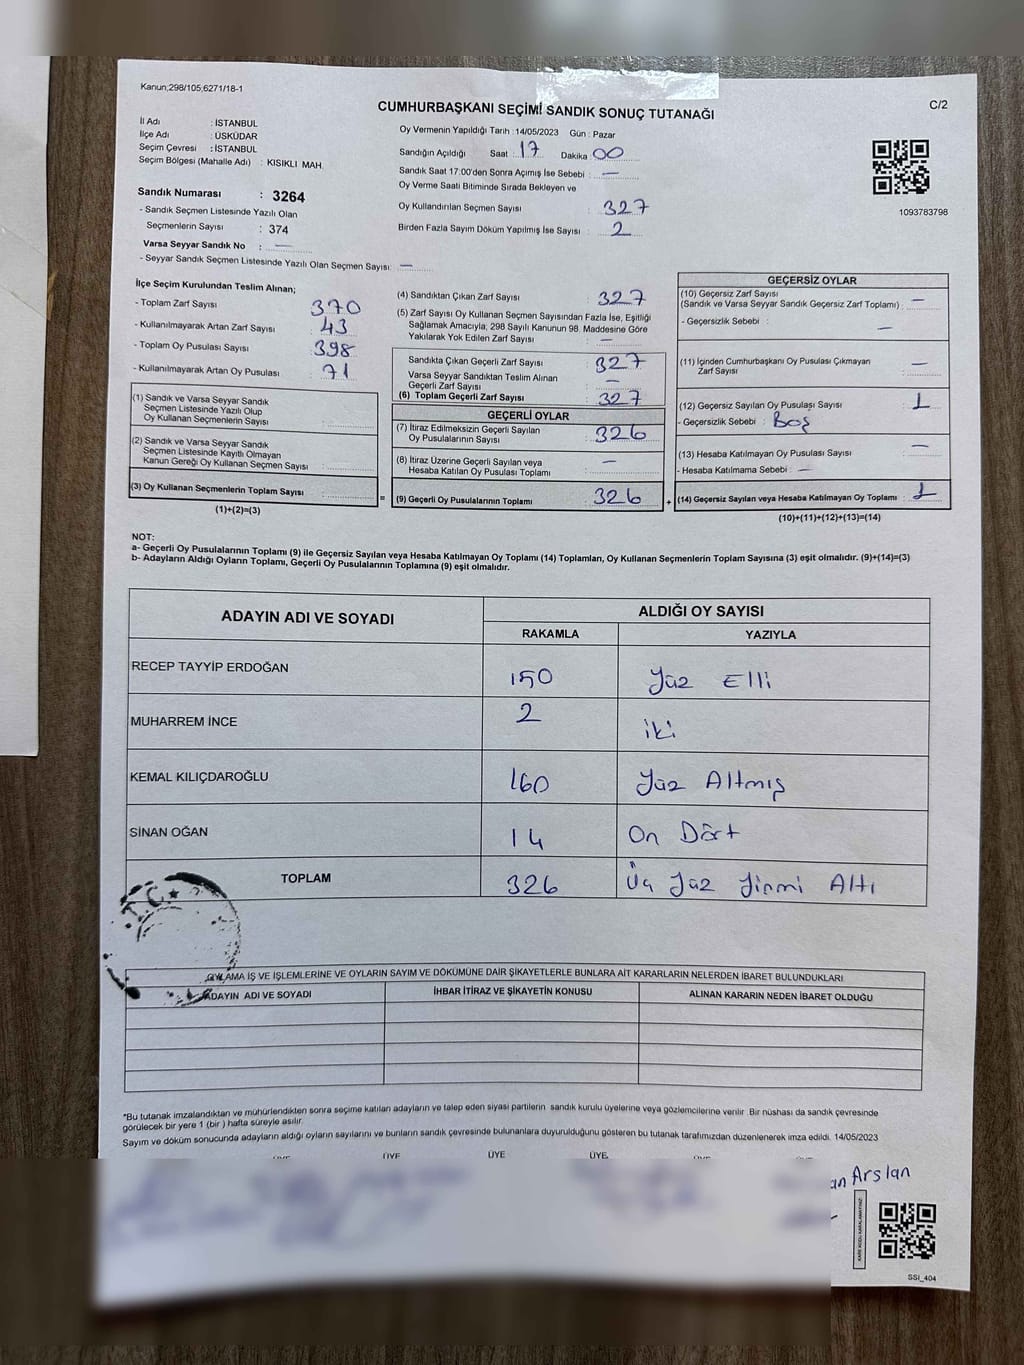 Kanun;298/105;6271/18-1
C/2
CUMHURBAŞKANI SEÇİMİ SANDIK SONUÇ TUTANAĞI
İl Adı : İSTANBUL
İlçe Adı : ÜSKÜDAR
Seçim Çevresi : İSTANBUL
Seçim Bölgesi (Mahalle Adı) : KISIKLI MAH.
Sandık Numarası : 3264
- Sandık Seçmen Listesinde Yazılı Olan
Seçmenlerin Sayısı : 374
Varsa Seyyar Sandık No : —
- Seyyar Sandık Seçmen Listesinde Yazılı Olan Seçmen Sayısı: —
Oy Vermenin Yapıldığı Tarih :14/05/2023 Gün : Pazar
Sandığın Açıldığı Saat : 17 Dakika : 00
Sandık Saat 17:00'den Sonra Açımış İse Sebebi : —
Oy Verme Saati Bitiminde Sırada Bekleyen ve
Oy Kullandırılan Seçmen Sayısı : 327
Birden Fazla Sayım Döküm Yapılmış İse Sayısı : 2
1093783798
İlçe Seçim Kurulundan Teslim Alınan;
- Toplam Zarf Sayısı : 370
- Kullanılmayarak Artan Zarf Sayısı : 43
- Toplam Oy Pusulası Sayısı : 398
- Kullanılmayarak Artan Oy Pusulası : 71
(1) Sandık ve Varsa Seyyar Sandık
Seçmen Listesinde Yazılı Olup
Oy Kullanan Seçmenlerin Sayısı :
(2) Sandık ve Varsa Seyyar Sandık
Seçmen Listesinde Kayıtlı Olmayan
Kanun Gereği Oy Kullanan Seçmen Sayısı :
(3) Oy Kullanan Seçmenlerin Toplam Sayısı :
(1)+(2)=(3)
=
(4) Sandıktan Çıkan Zarf Sayısı : 327
(5) Zarf Sayısı Oy Kullanan Seçmen Sayısından Fazla İse, Eşitliği
Sağlamak Amacıyla; 298 Sayılı Kanunun 98. Maddesine Göre
Yakılarak Yok Edilen Zarf Sayısı : —
Sandıkta Çıkan Geçerli Zarf Sayısı : 327
Varsa Seyyar Sandıktan Teslim Alınan
Geçerli Zarf Sayısı : —
(6) Toplam Geçerli Zarf Sayısı : 327
GEÇERLİ OYLAR
(7) İtiraz Edilmeksizin Geçerli Sayılan
Oy Pusulalarının Sayısı : 326
(8) İtiraz Üzerine Geçerli Sayılan veya
Hesaba Katılan Oy Pusulası Toplamı : —
(9) Geçerli Oy Pusulalarının Toplamı : 326
+
GEÇERSİZ OYLAR
(10) Geçersiz Zarf Sayısı
(Sandık ve Varsa Seyyar Sandık Geçersiz Zarf Toplamı) : —
- Geçersizlik Sebebi : —
(11) İçinden Cumhurbaşkanı Oy Pusulası Çıkmayan
Zarf Sayısı : —
(12) Geçersiz Sayılan Oy Pusulası Sayısı : 1
- Geçersizlik Sebebi : Boş
(13) Hesaba Katılmayan Oy Pusulası Sayısı : —
- Hesaba Katılmama Sebebi : —
(14) Geçersiz Sayılan veya Hesaba Katılmayan Oy Toplamı : 1
(10)+(11)+(12)+(13)=(14)
NOT:
a- Geçerli Oy Pusulalarının Toplamı (9) ile Geçersiz Sayılan veya Hesaba Katılmayan Oy Toplamı (14) Toplamları, Oy Kullanan Seçmenlerin Toplam Sayısına (3) eşit olmalıdır. (9)+(14)=(3)
b- Adayların Aldığı Oyların Toplamı, Geçerli Oy Pusulalarının Toplamına (9) eşit olmalıdır.
ADAYIN ADI VE SOYADI ALDIĞI OY SAYISI
RAKAMLA YAZIYLA
RECEP TAYYİP ERDOĞAN 150 Yüz Elli
MUHARREM İNCE 2 iki
KEMAL KILIÇDAROĞLU 160 Yüz Altmış
SİNAN OĞAN 14 On Dört
TOPLAM 326 Üç Yüz Yirmi Altı
T.C.
OYLAMA İŞ VE İŞLEMLERİNE VE OYLARIN SAYIM VE DÖKÜMÜNE DAİR ŞİKAYETLERLE BUNLARA AİT KARARLARIN NELERDEN İBARET BULUNDUKLARI
ADAYIN ADI VE SOYADI İHBAR İTİRAZ VE ŞİKAYETİN KONUSU ALINAN KARARIN NEDEN İBARET OLDUĞU
*Bu tutanak imzalandıktan ve mühürlendikten sonra seçime katılan adayların ve talep eden siyasi partilerin sandık kurulu üyelerine veya gözlemcilerine verilir. Bir nüshası da sandık çevresinde
görülecek bir yere 1 (bir ) hafta süreyle asılır.
Sayım ve döküm sonucunda adayların aldığı oyların sayılarını ve bunların sandık çevresinde bulunanlara duyurulduğunu gösteren bu tutanak tarafımızdan düzenlenerek imza edildi. 14/05/2023
ÜYE ÜYE ÜYE ÜYE
an Arslan
SSİ_404